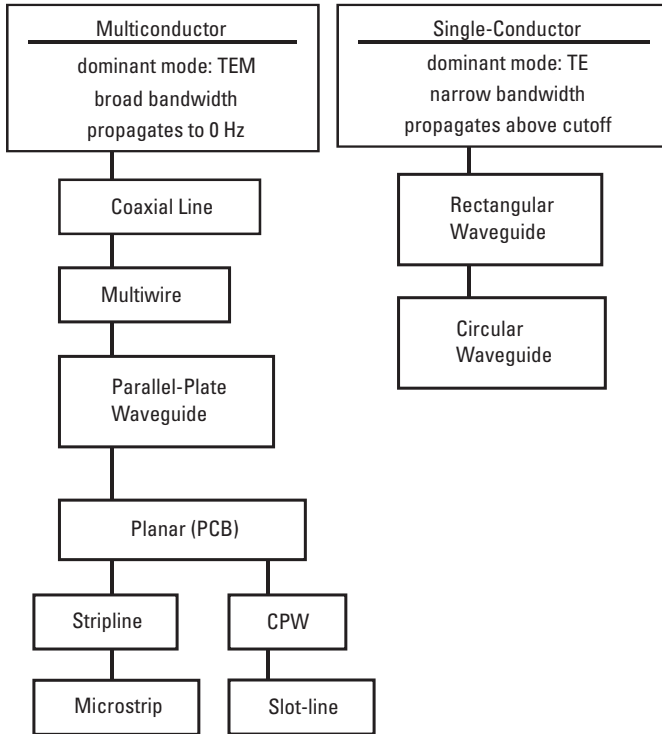 Multiconductor
dominant mode: TEM
broad bandwidth
propagates to 0 Hz
Coaxial Line
Multiwire
Parallel-Plate
Waveguide
Planar (PCB)
Stripline
Microstrip
CPW
Slot-line
Single-Conductor
dominant mode: TE
narrow bandwidth
propagates above cutoff
Rectangular
Waveguide
Circular
Waveguide